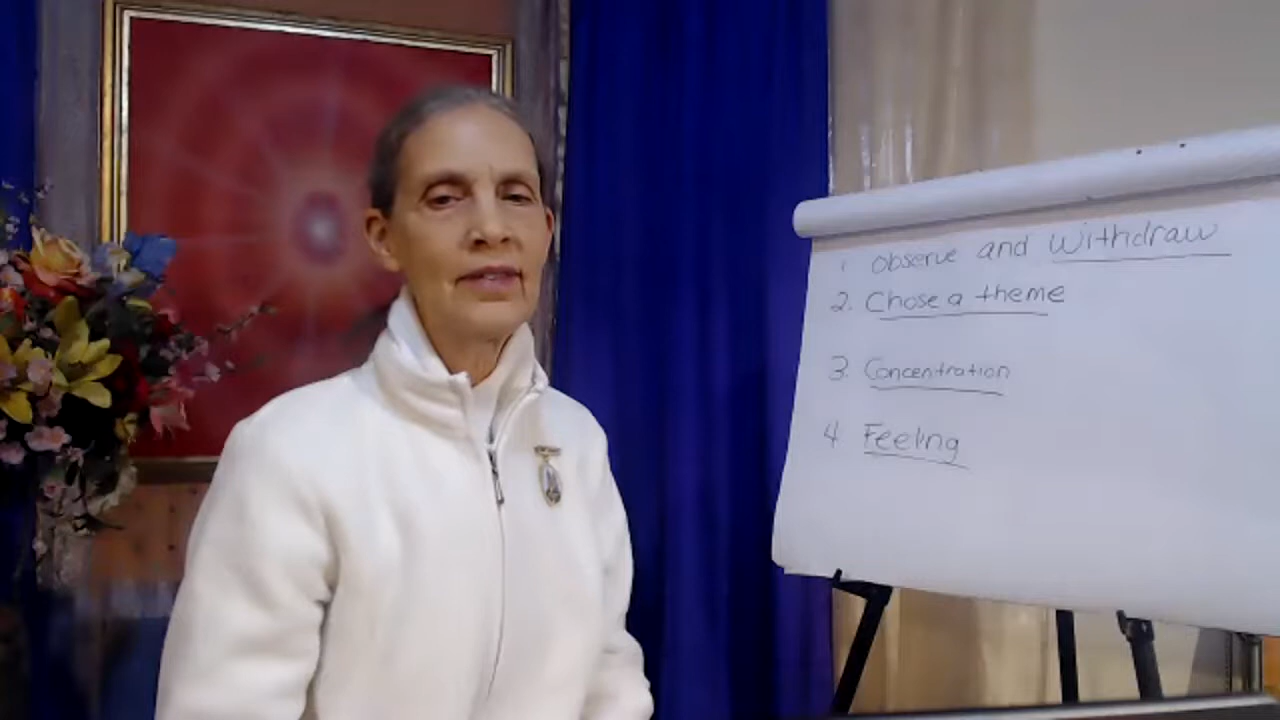 1 Observe and Withdraw
2. Chose a theme
3. Concentration
4 Feeling